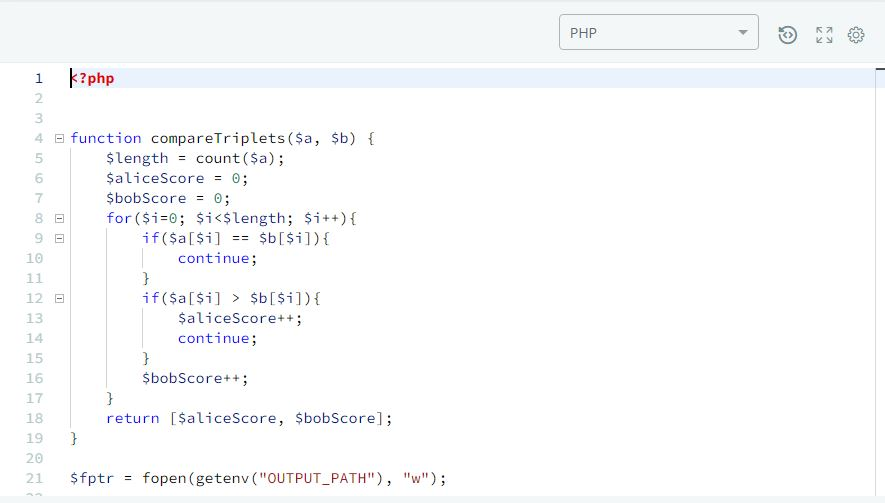 PHP
1 <?php
2
3
4 function compareTriplets($a, $b) {
5     $length = count($a);
6     $aliceScore = 0;
7     $bobScore = 0;
8     for($i=0; $i<$length; $i++){
9         if($a[$i] == $b[$i]){
10             continue;
11         }
12         if($a[$i] > $b[$i]){
13             $aliceScore++;
14             continue;
15         }
16         $bobScore++;
17     }
18     return [$aliceScore, $bobScore];
19 }
20
21 $fptr = fopen(getenv("OUTPUT_PATH"), "w");